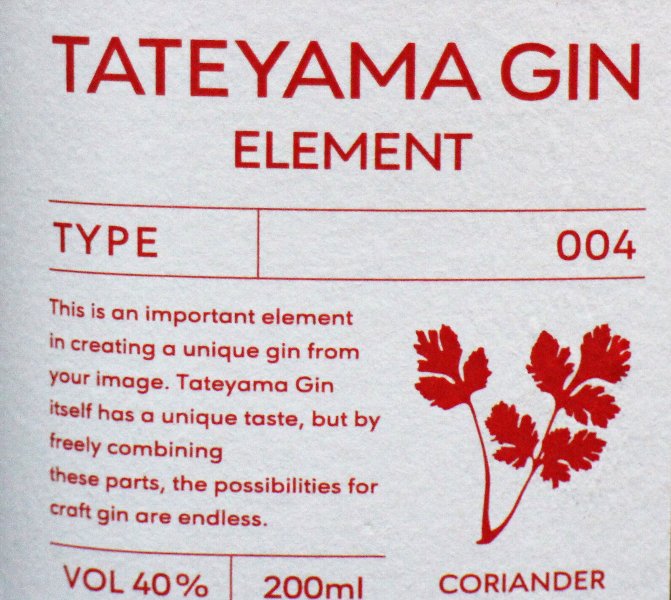 TATEYAMA GIN
ELEMENT
TYPE
004
This is an important element
in creating a unique gin from
your image. Tateyama Gin
itself has a unique taste, but by
freely combining
these parts, the possibilities for
craft gin are endless.
VOL 40%
200ml
CORIANDER